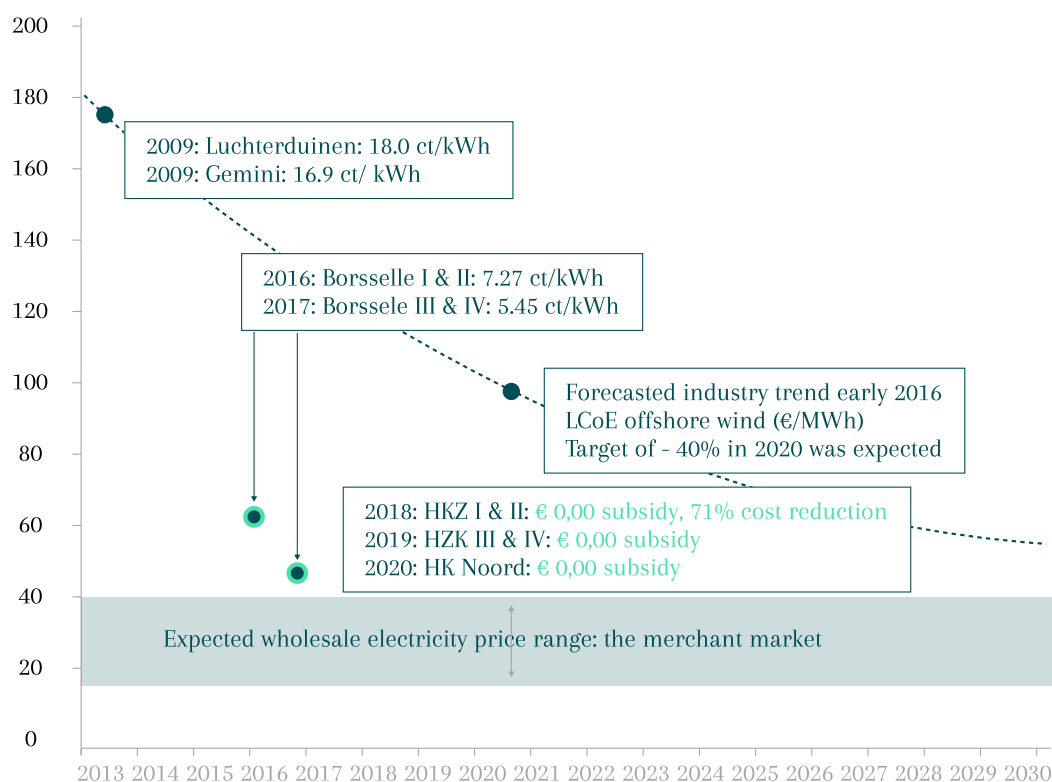 200
180
160
140
120
100
80
60
40
20
0
2009: Luchterduinen: 18.0 ct/kWh
2009: Gemini: 16.9 ct/ kWh
2016: Borsselle I & II: 7.27 ct/kWh
2017: Borssele III & IV: 5.45 ct/kWh
Forecasted industry trend early 2016
LCoE offshore wind (€/MWh)
Target of - 40% in 2020 was expected
2018: HKZ I & II: € 0,00 subsidy, 71% cost reduction
2019: HZK III & IV: € 0,00 subsidy
2020: HK Noord: € 0,00 subsidy
Expected wholesale electricity price range: the merchant market
2013 2014 2015 2016 2017 2018 2019 2020 2021 2022 2023 2024 2025 2026 2027 2028 2029 2030